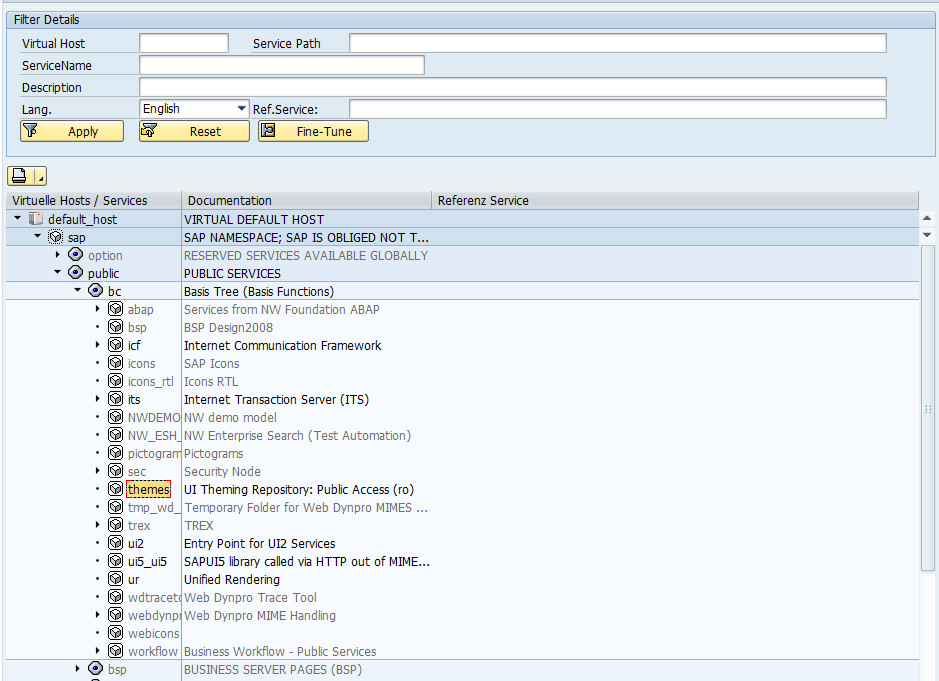 Filter Details
Virtual Host Service Path
ServiceName
Description
Lang. English Ref.Service:
Apply Reset Fine-Tune
Virtuelle Hosts / Services Documentation Referenz Service
default_host VIRTUAL DEFAULT HOST
sap SAP NAMESPACE; SAP IS OBLIGED NOT T...
option RESERVED SERVICES AVAILABLE GLOBALLY
public PUBLIC SERVICES
bc Basis Tree (Basis Functions)
abap Services from NW Foundation ABAP
bsp BSP Design2008
icf Internet Communication Framework
icons SAP Icons
icons_rtl Icons RTL
its Internet Transaction Server (ITS)
NWDEMO NW demo model
NW_ESH_ NW Enterprise Search (Test Automation)
pictogram Pictograms
sec Security Node
themes UI Theming Repository: Public Access (ro)
tmp_wd_ Temporary Folder for Web Dynpro MIMES ...
trex TREX
ui2 Entry Point for UI2 Services
ui5_ui5 SAPUI5 library called via HTTP out of MIME...
ur Unified Rendering
wdtracetc Web Dynpro Trace Tool
webdynpr Web Dynpro MIME Handling
webicons
workflow Business Workflow - Public Services
bsp BUSINESS SERVER PAGES (BSP)